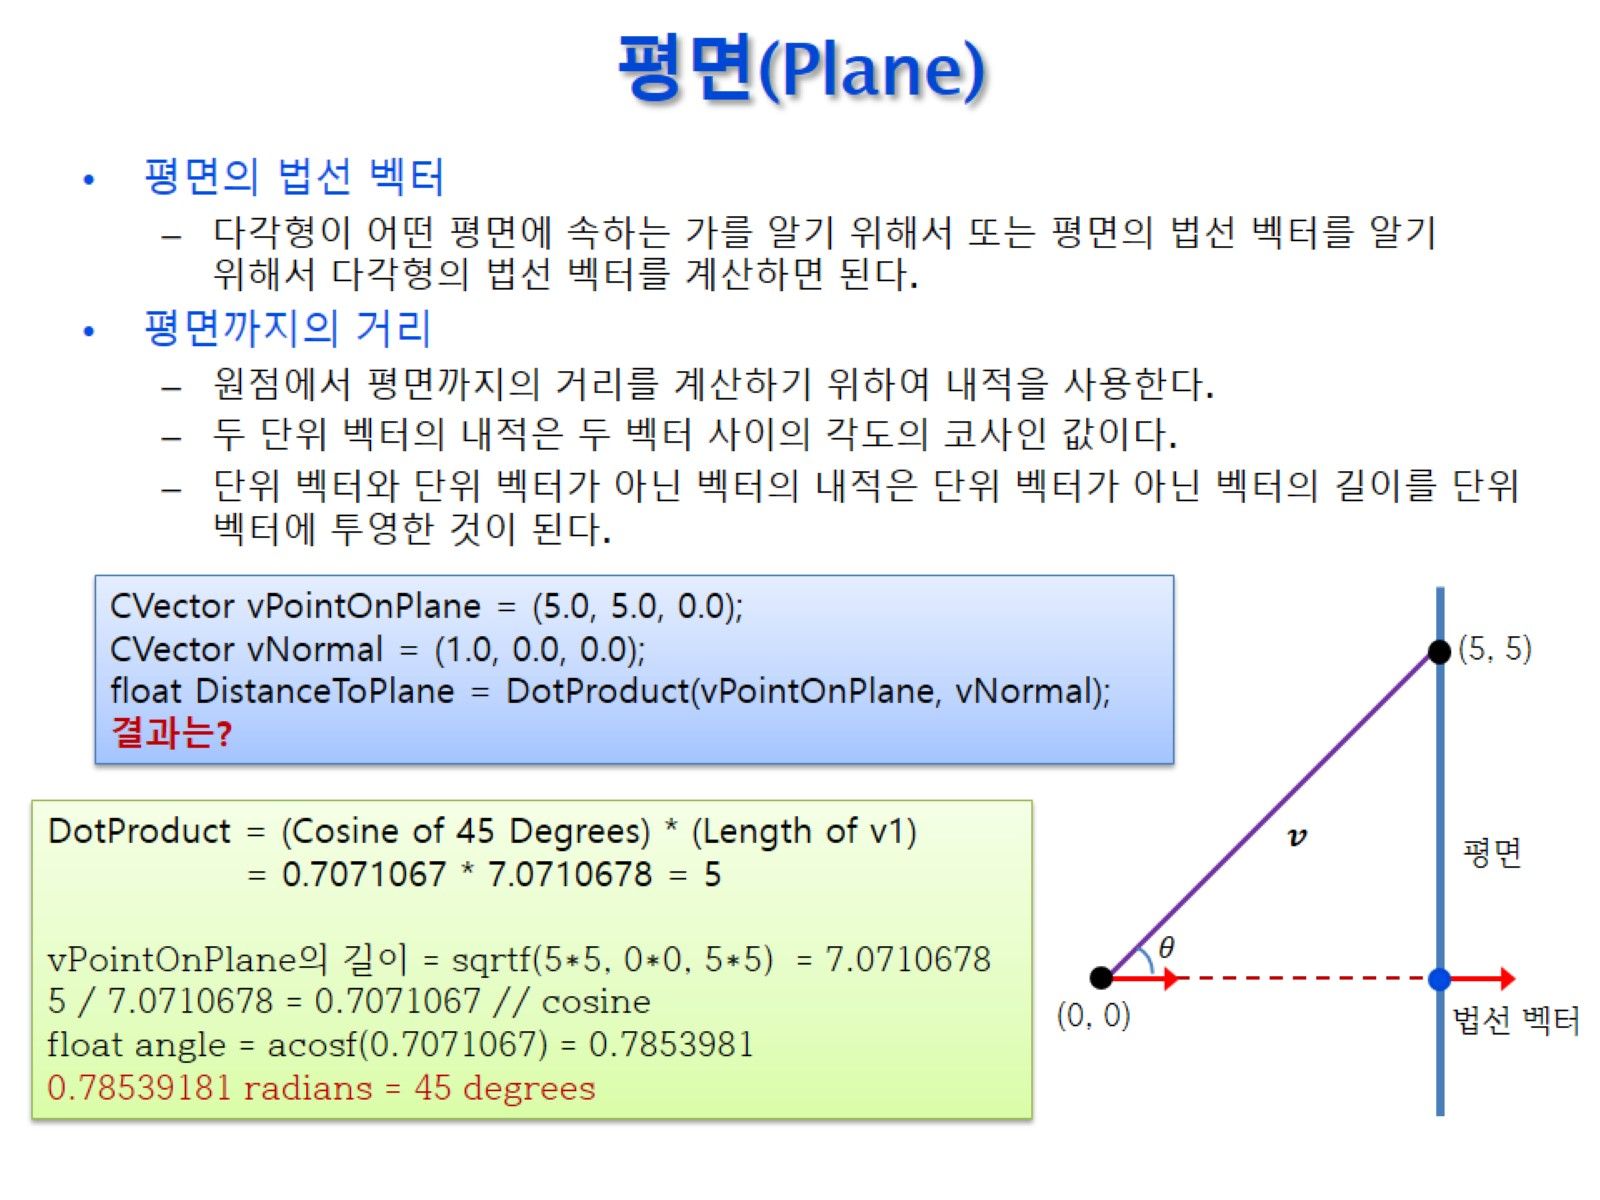 평면(Plane)
• 평면의 법선 벡터
– 다각형이 어떤 평면에 속하는 가를 알기 위해서 또는 평면의 법선 벡터를 알기
위해서 다각형의 법선 벡터를 계산하면 된다.
• 평면까지의 거리
– 원점에서 평면까지의 거리를 계산하기 위하여 내적을 사용한다.
– 두 단위 벡터의 내적은 두 벡터 사이의 각도의 코사인 값이다.
– 단위 벡터와 단위 벡터가 아닌 벡터의 내적은 단위 벡터가 아닌 벡터의 길이를 단위
벡터에 투영한 것이 된다.
CVector vPointOnPlane = (5.0, 5.0, 0.0);
CVector vNormal = (1.0, 0.0, 0.0);
float DistanceToPlane = DotProduct(vPointOnPlane, vNormal);
결과는?
DotProduct = (Cosine of 45 Degrees) * (Length of v1)
= 0.7071067 * 7.0710678 = 5
vPointOnPlane의 길이 = sqrtf(5*5, 0*0, 5*5) = 7.0710678
5 / 7.0710678 = 0.7071067 // cosine
float angle = acosf(0.7071067) = 0.7853981
0.78539181 radians = 45 degrees
(5, 5)
v
평면
θ
(0, 0)
법선 벡터